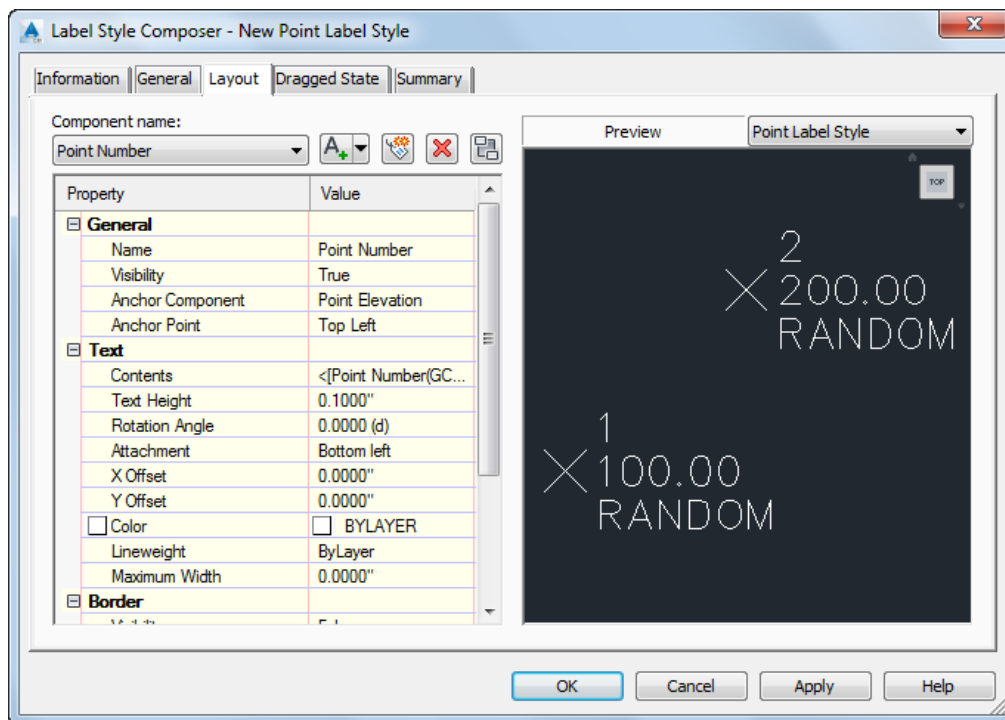 Label Style Composer - New Point Label Style
Information General Layout Dragged State Summary
Component name:
Point Number
Preview Point Label Style
Property Value
General
Name Point Number
Visibility True
Anchor Component Point Elevation
Anchor Point Top Left
Text
Contents <[Point Number(GC...
Text Height 0.1000"
Rotation Angle 0.0000 (d)
Attachment Bottom left
X Offset 0.0000"
Y Offset 0.0000"
Color BYLAYER
Lineweight ByLayer
Maximum Width 0.0000"
Border
TOP
2
200.00
RANDOM
1
100.00
RANDOM
OK Cancel Apply Help